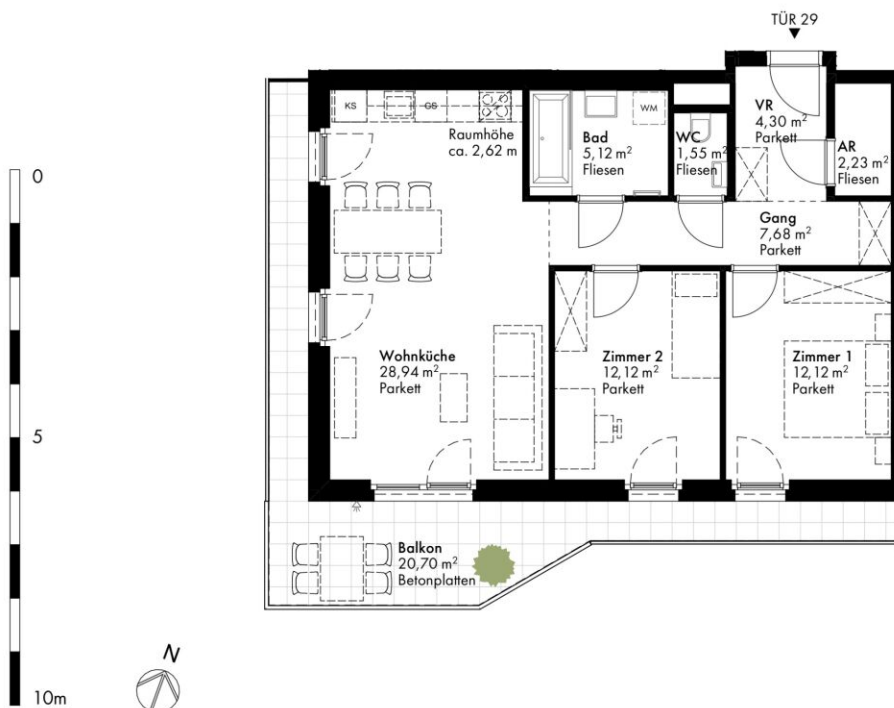 TÜR 29
KS
GS
WM
Raumhöhe
ca. 2,62 m
Bad
5,12 m²
Fliesen
WC
1,55 m²
Fliesen
VR
4,30 m²
Parkett
AR
2,23 m²
Fliesen
Gang
7,68 m²
Parkett
Wohnküche
28,94 m²
Parkett
Zimmer 2
12,12 m²
Parkett
Zimmer 1
12,12 m²
Parkett
Balkon
20,70 m²
Betonplatten
0
5
10m
N